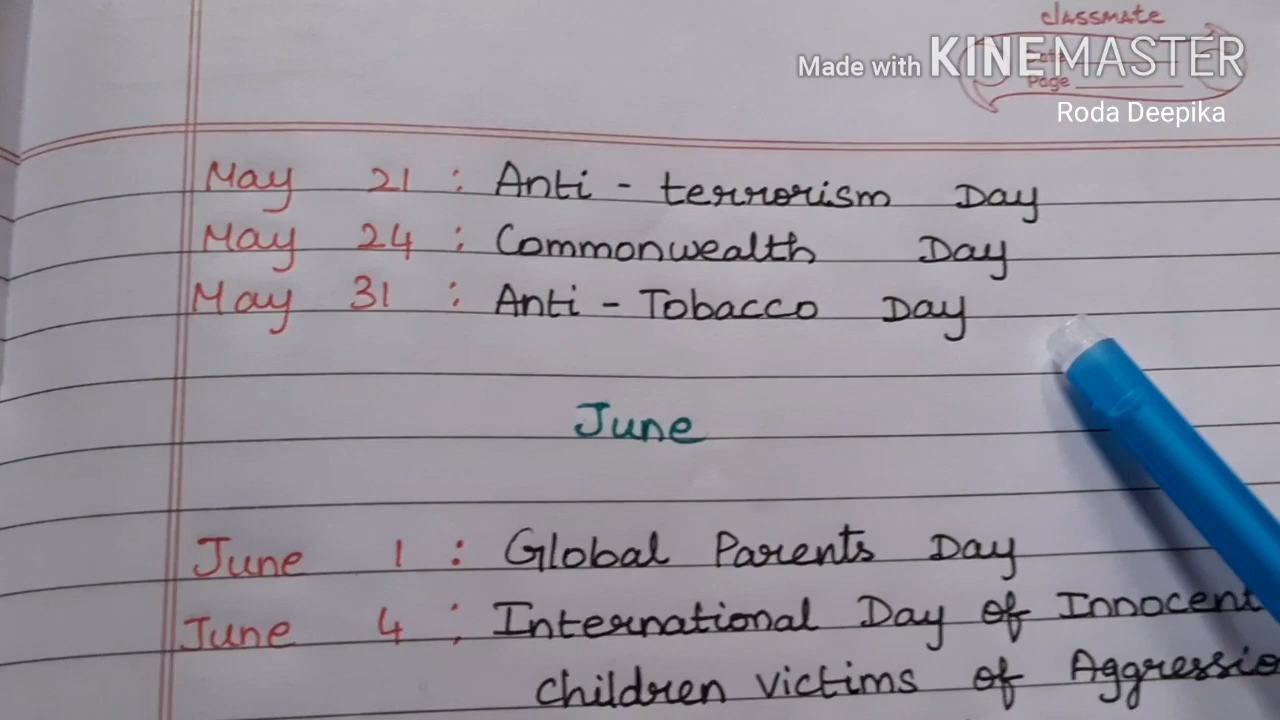 classmate
Made with KINEMASTER
Page
Roda Deepika
May 21 : Anti - terrorism Day
May 24 : Commonwealth Day
May 31 : Anti - Tobacco Day
June
June 1 : Global Parents Day
June 4 : International Day of Innocent
children victims of Aggressio